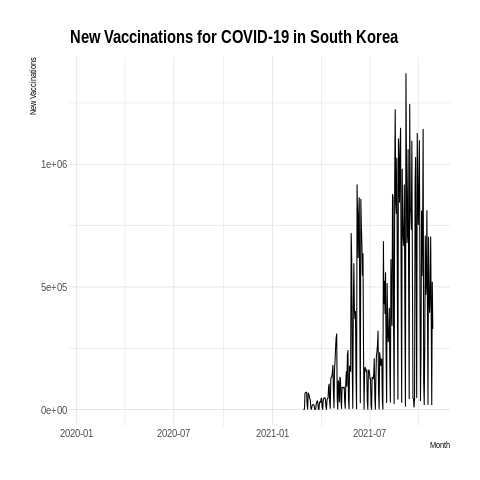 New Vaccinations for COVID-19 in South Korea
New Vaccinations
1e+06
5e+05
0e+00
2020-01 2020-07 2021-01 2021-07
Month